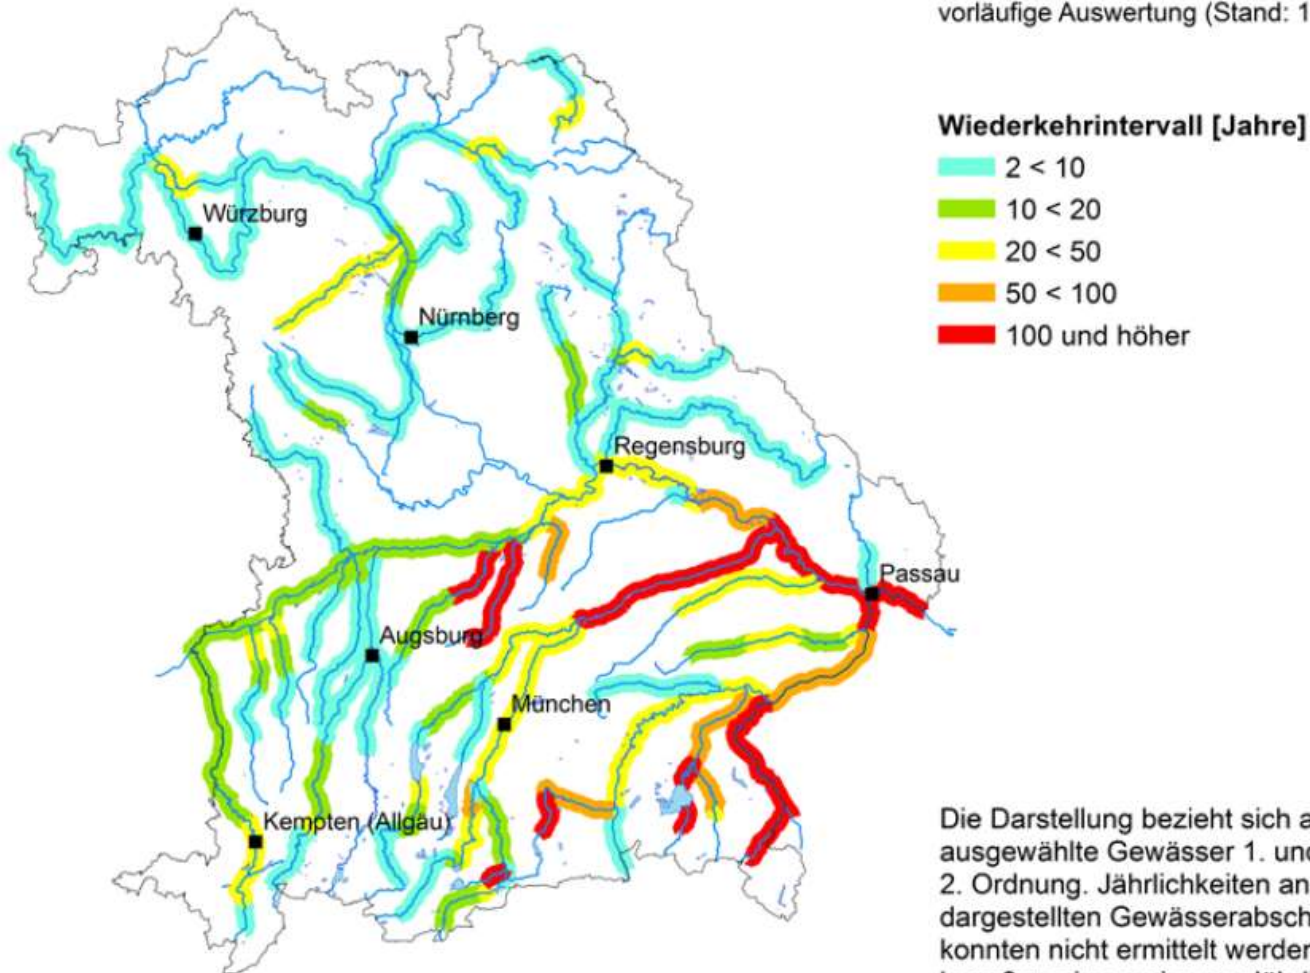 vorläufige Auswertung (Stand: 1
Wiederkehrintervall [Jahre]
2 < 10
10 < 20
20 < 50
50 < 100
100 und höher
Würzburg
Nürnberg
Regensburg
Passau
Augsburg
München
Kempten (Allgäu)
Die Darstellung bezieht sich a
ausgewählte Gewässer 1. und
2. Ordnung. Jährlichkeiten an
dargestellten Gewässerabsch
konnten nicht ermittelt werden